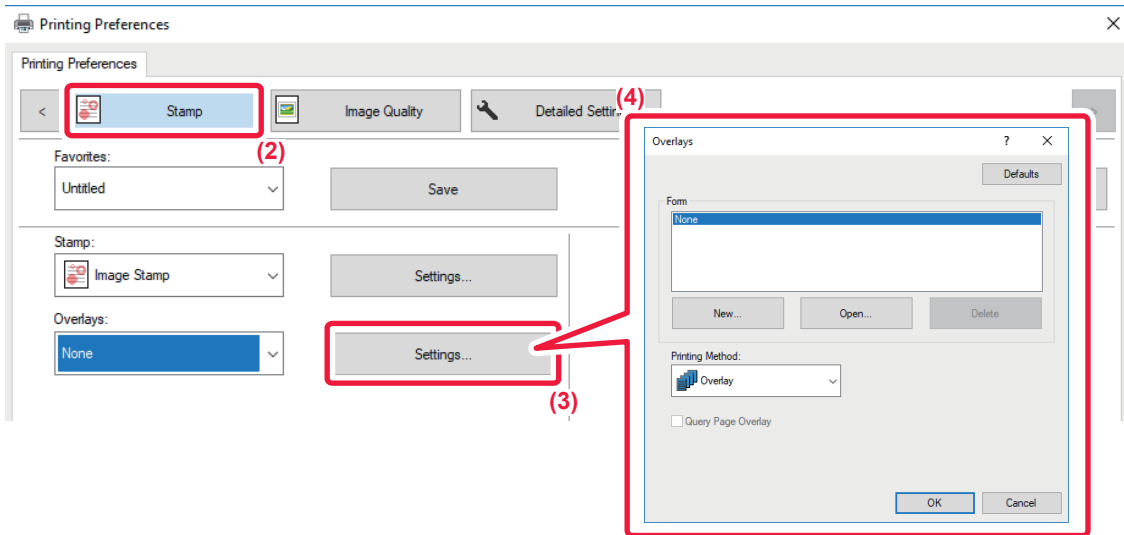 Printing Preferences
Printing Preferences
<
Stamp
Image Quality
Detailed Settin
(4)
(2)
Favorites:
Untitled
Save
Stamp:
Image Stamp
Settings...
Overlays:
None
Settings...
(3)
Overlays
?
Defaults
Form
None
New...
Open...
Delete
Printing Method:
Overlay
Query Page Overlay
OK
Cancel